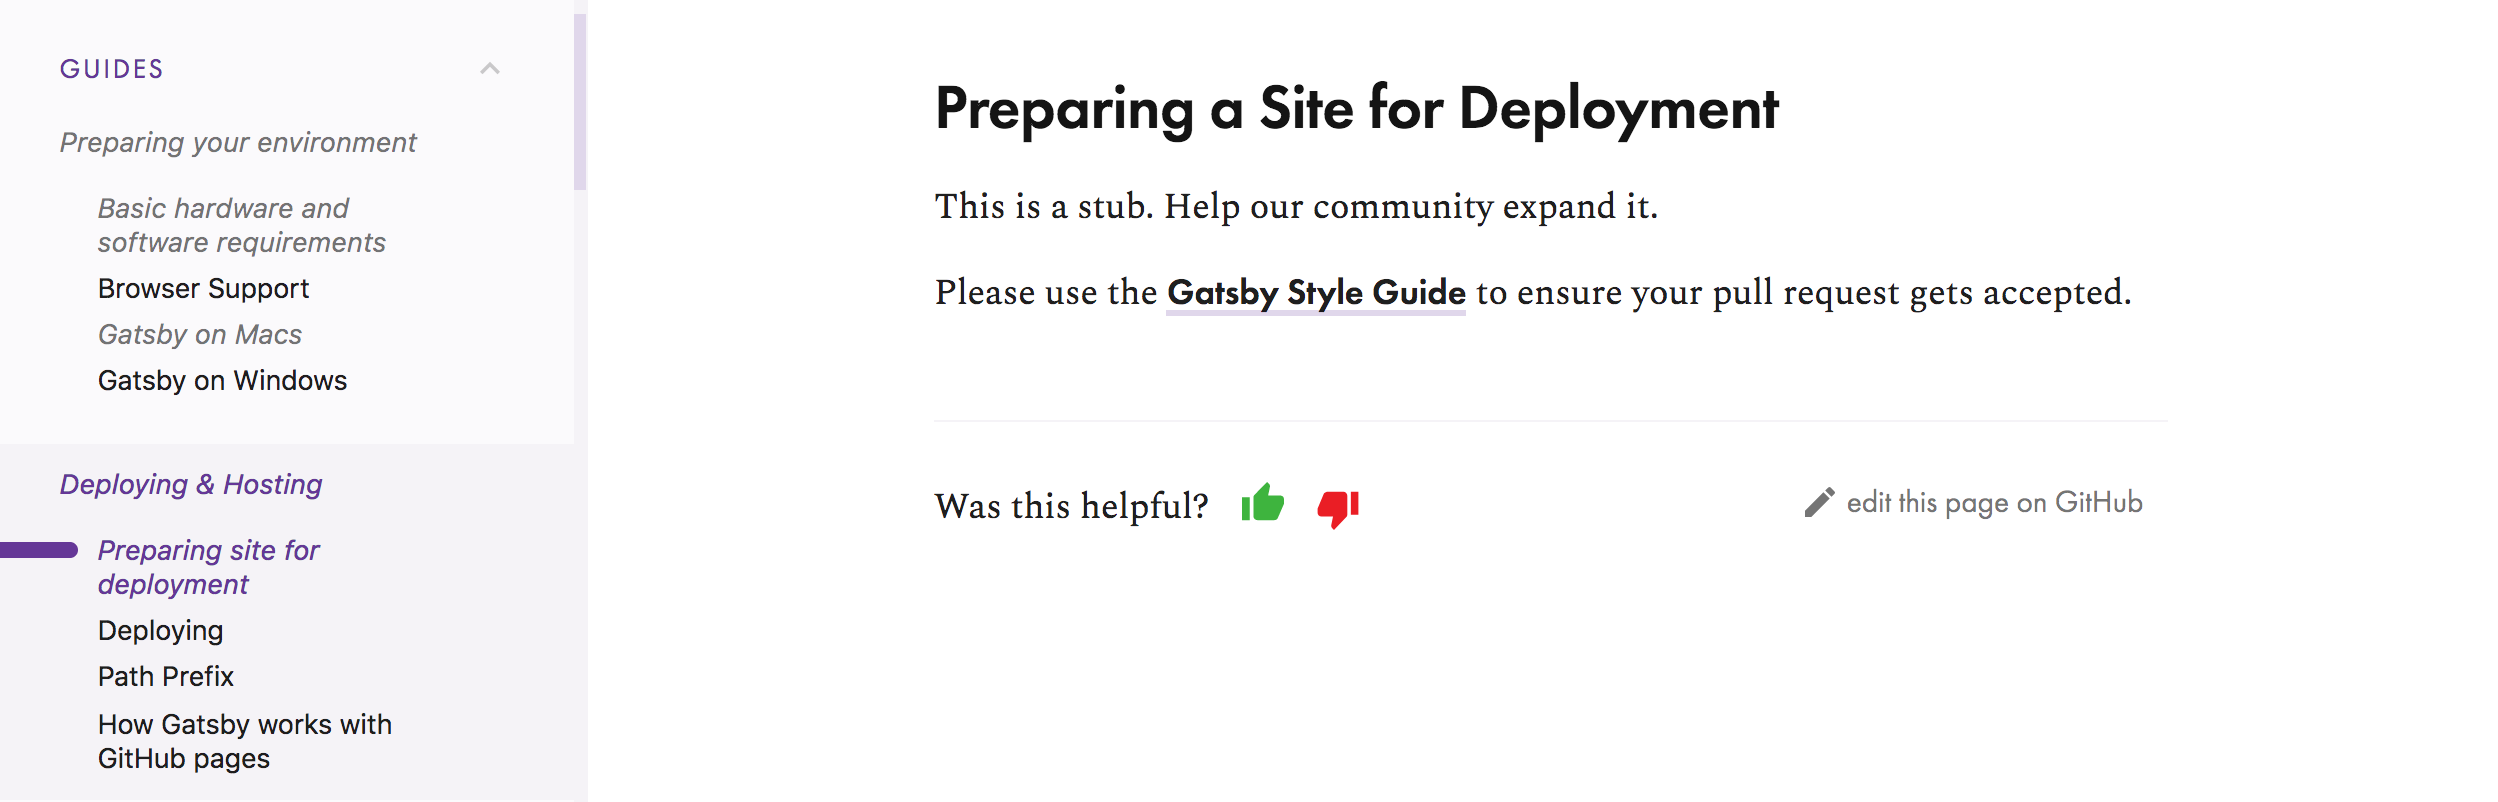 GUIDES
Preparing your environment
Basic hardware and
software requirements
Browser Support
Gatsby on Macs
Gatsby on Windows
Deploying & Hosting
Preparing site for
deployment
Deploying
Path Prefix
How Gatsby works with
GitHub pages
Preparing a Site for Deployment
This is a stub. Help our community expand it.
Please use the Gatsby Style Guide to ensure your pull request gets accepted.
Was this helpful?
edit this page on GitHub